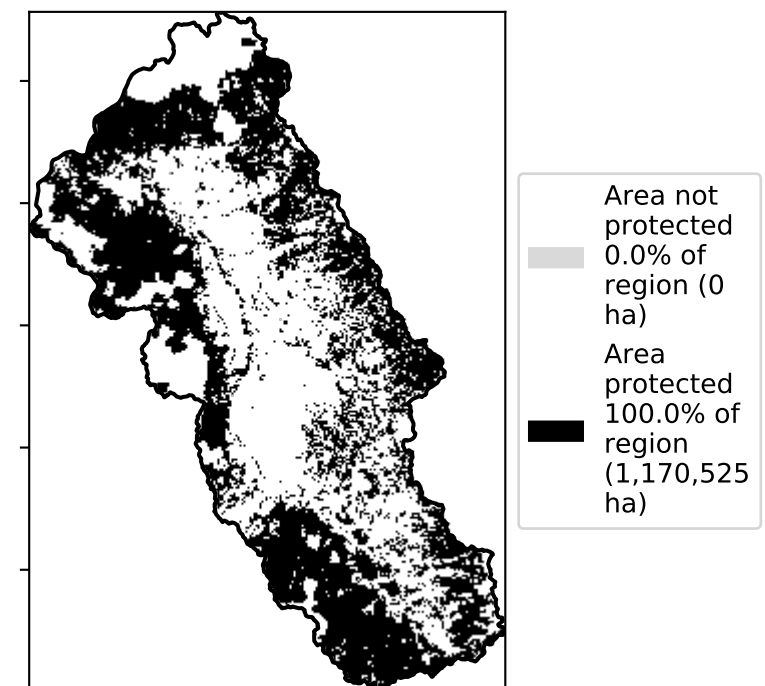 Area not
protected
0.0% of
region (0
ha)
Area
protected
100.0% of
region
(1,170,525
ha)